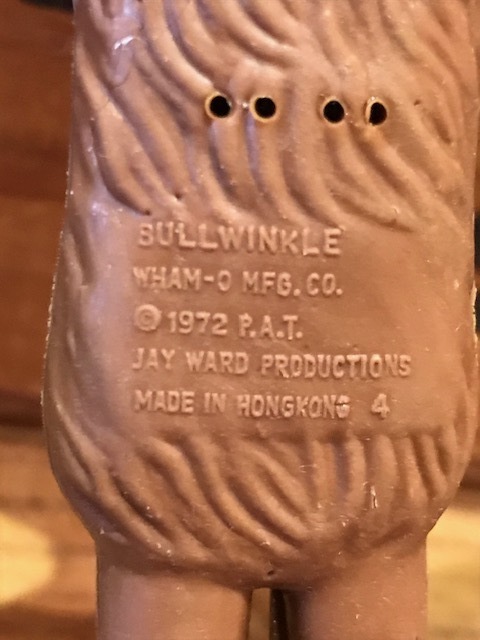 BULLWINKLE
WHAM-O MFG. CO.
© 1972 P.A.T.
JAY WARD PRODUCTIONS
MADE IN HONGKONG 4